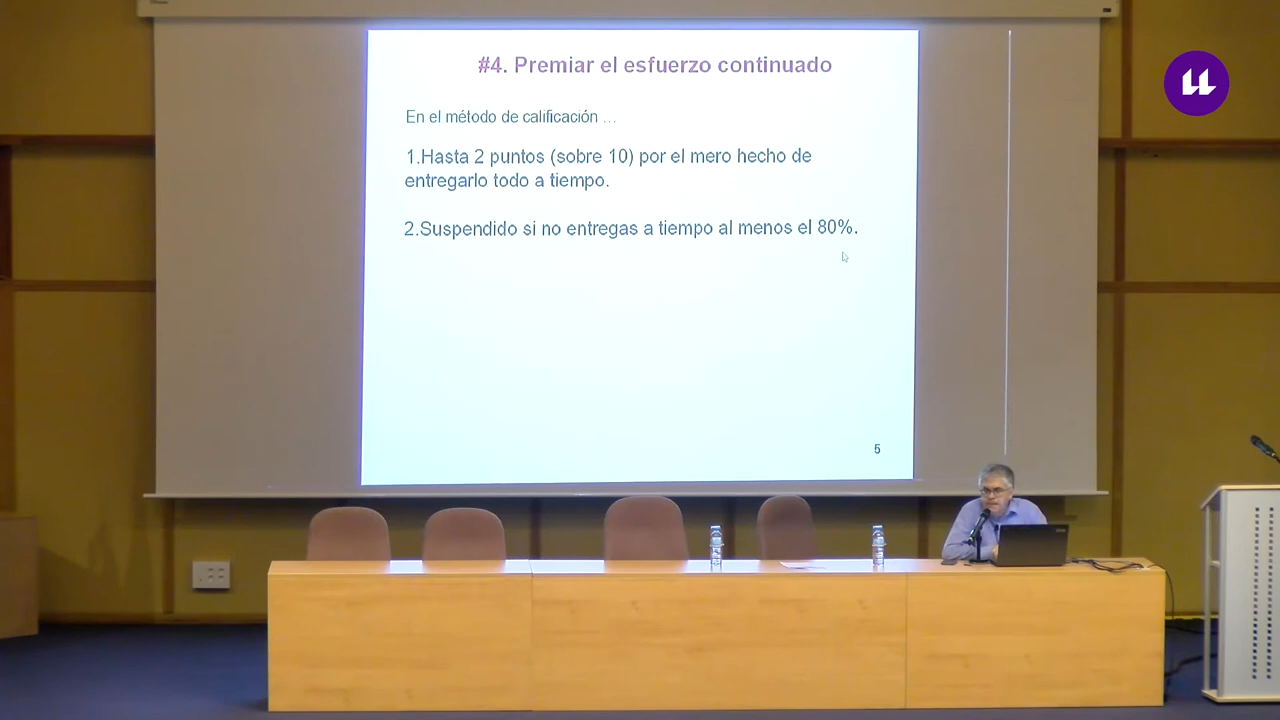 #4. Premiar el esfuerzo continuado
En el método de calificación ...
1.Hasta 2 puntos (sobre 10) por el mero hecho de
entregarlo todo a tiempo.
2.Suspendido si no entregas a tiempo al menos el 80%.
5